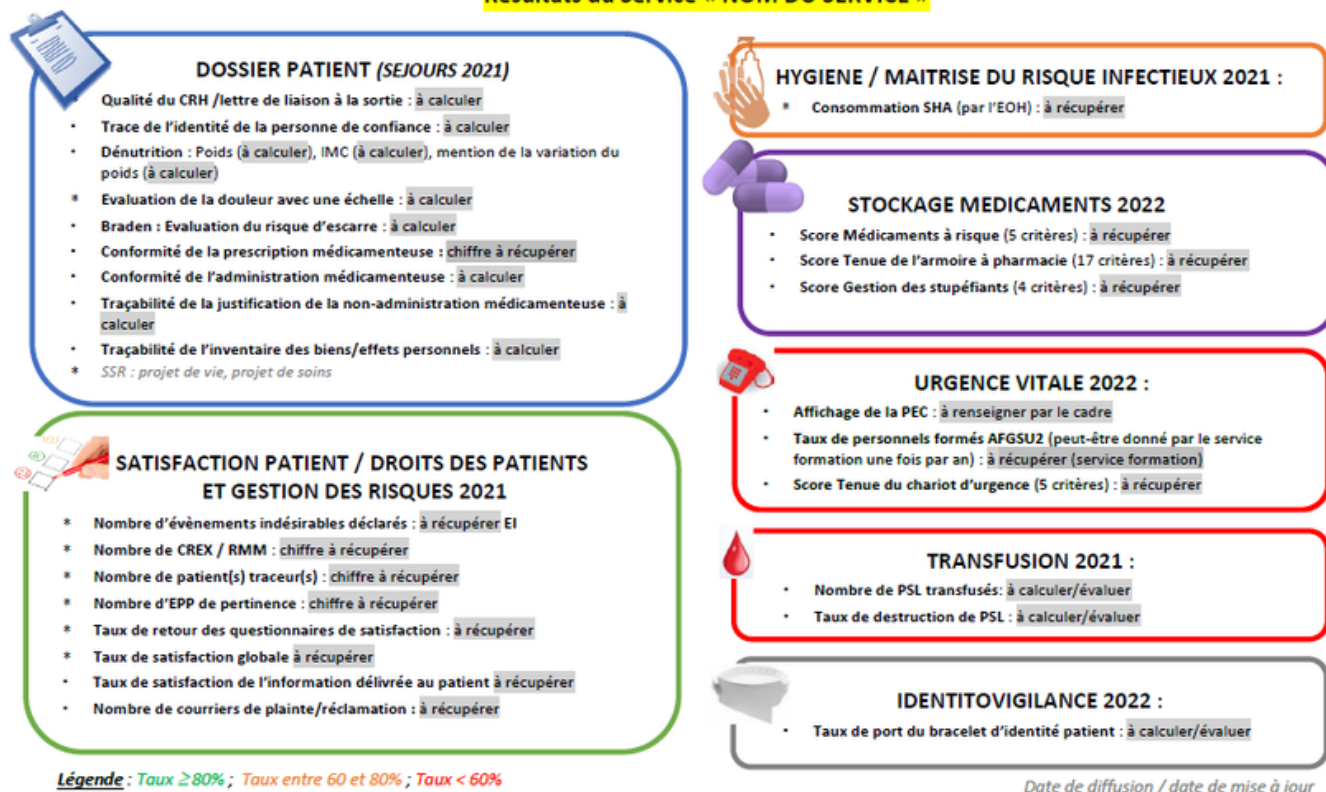 Résultats du service « NOM DU SERVICE »
DOSSIER PATIENT (SEJOURS 2021)
· Qualité du CRH /lettre de liaison à la sortie : à calculer
· Trace de l'identité de la personne de confiance : à calculer
· Dénutrition : Poids (à calculer), IMC (à calculer), mention de la variation du
poids (à calculer)
* Evaluation de la douleur avec une échelle : à calculer
· Braden : Evaluation du risque d'escarre : à calculer
· Conformité de la prescription médicamenteuse : chiffre à récupérer
· Conformité de l'administration médicamenteuse : à calculer
· Traçabilité de la justification de la non-administration médicamenteuse : à
calculer
· Traçabilité de l'inventaire des biens/effets personnels : à calculer
* SSR : projet de vie, projet de soins
SATISFACTION PATIENT / DROITS DES PATIENTS
ET GESTION DES RISQUES 2021
* Nombre d'évènements indésirables déclarés : à récupérer EI
* Nombre de CREX / RMM : chiffre à récupérer
* Nombre de patient(s) traceur(s) : chiffre à récupérer
* Nombre d'EPP de pertinence : chiffre à récupérer
* Taux de retour des questionnaires de satisfaction : à récupérer
* Taux de satisfaction globale à récupérer
· Taux de satisfaction de l'information délivrée au patient à récupérer
· Nombre de courriers de plainte/réclamation : à récupérer
Légende : Taux ≥80% ; Taux entre 60 et 80% ; Taux < 60%
HYGIENE / MAITRISE DU RISQUE INFECTIEUX 2021 :
* Consommation SHA (par l'EOH) : à récupérer
STOCKAGE MEDICAMENTS 2022
· Score Médicaments à risque (5 critères) : à récupérer
· Score Tenue de l'armoire à pharmacie (17 critères) : à récupérer
· Score Gestion des stupéfiants (4 critères) : à récupérer
URGENCE VITALE 2022 :
· Affichage de la PEC : à renseigner par le cadre
· Taux de personnels formés AFGSU2 (peut-être donné par le service
formation une fois par an) : à récupérer (service formation)
· Score Tenue du chariot d'urgence (5 critères) : à récupérer
TRANSFUSION 2021 :
· Nombre de PSL transfusés: à calculer/évaluer
· Taux de destruction de PSL : à calculer/évaluer
IDENTITOVIGILANCE 2022 :
· Taux de port du bracelet d'identité patient : à calculer/évaluer
Date de diffusion / date de mise à jour